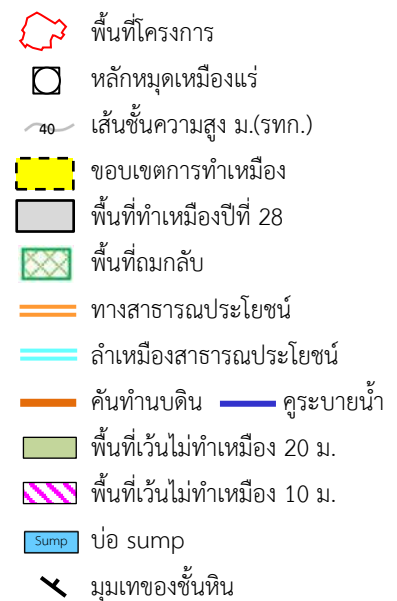 พื้นที่โครงการ
หลักหมุดเหมืองแร่
40 เส้นชั้นความสูง ม.(รทก.)
ขอบเขตการทำเหมือง
พื้นที่ทำเหมืองปีที่ 28
พื้นที่ถมกลับ
ทางสาธารณประโยชน์
ลำเหมืองสาธารณประโยชน์
คันทำนบดิน คูระบายน้ำ
พื้นที่เว้นไม่ทำเหมือง 20 ม.
พื้นที่เว้นไม่ทำเหมือง 10 ม.
Sump บ่อ sump
มุมเทของชั้นหิน